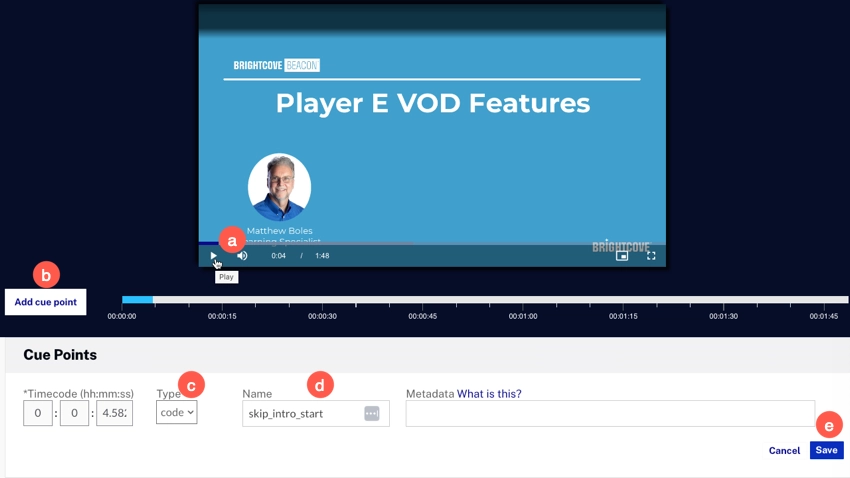 BRIGHTCOVE BEACON
Player E VOD Features
Matthew Boles
Specialist
a
BRIGHTCOVE
0:04 / 1:48
Play
b
Add cue point
00:00:00 00:00:15 00:00:30 00:00:45 00:01:00 00:01:15 00:01:30 00:01:45
Cue Points
c
d
*Timecode (hh:mm:ss) Type Name Metadata What is this?
0 : 0 : 4.582 code skip_intro_start
e
Cancel Save